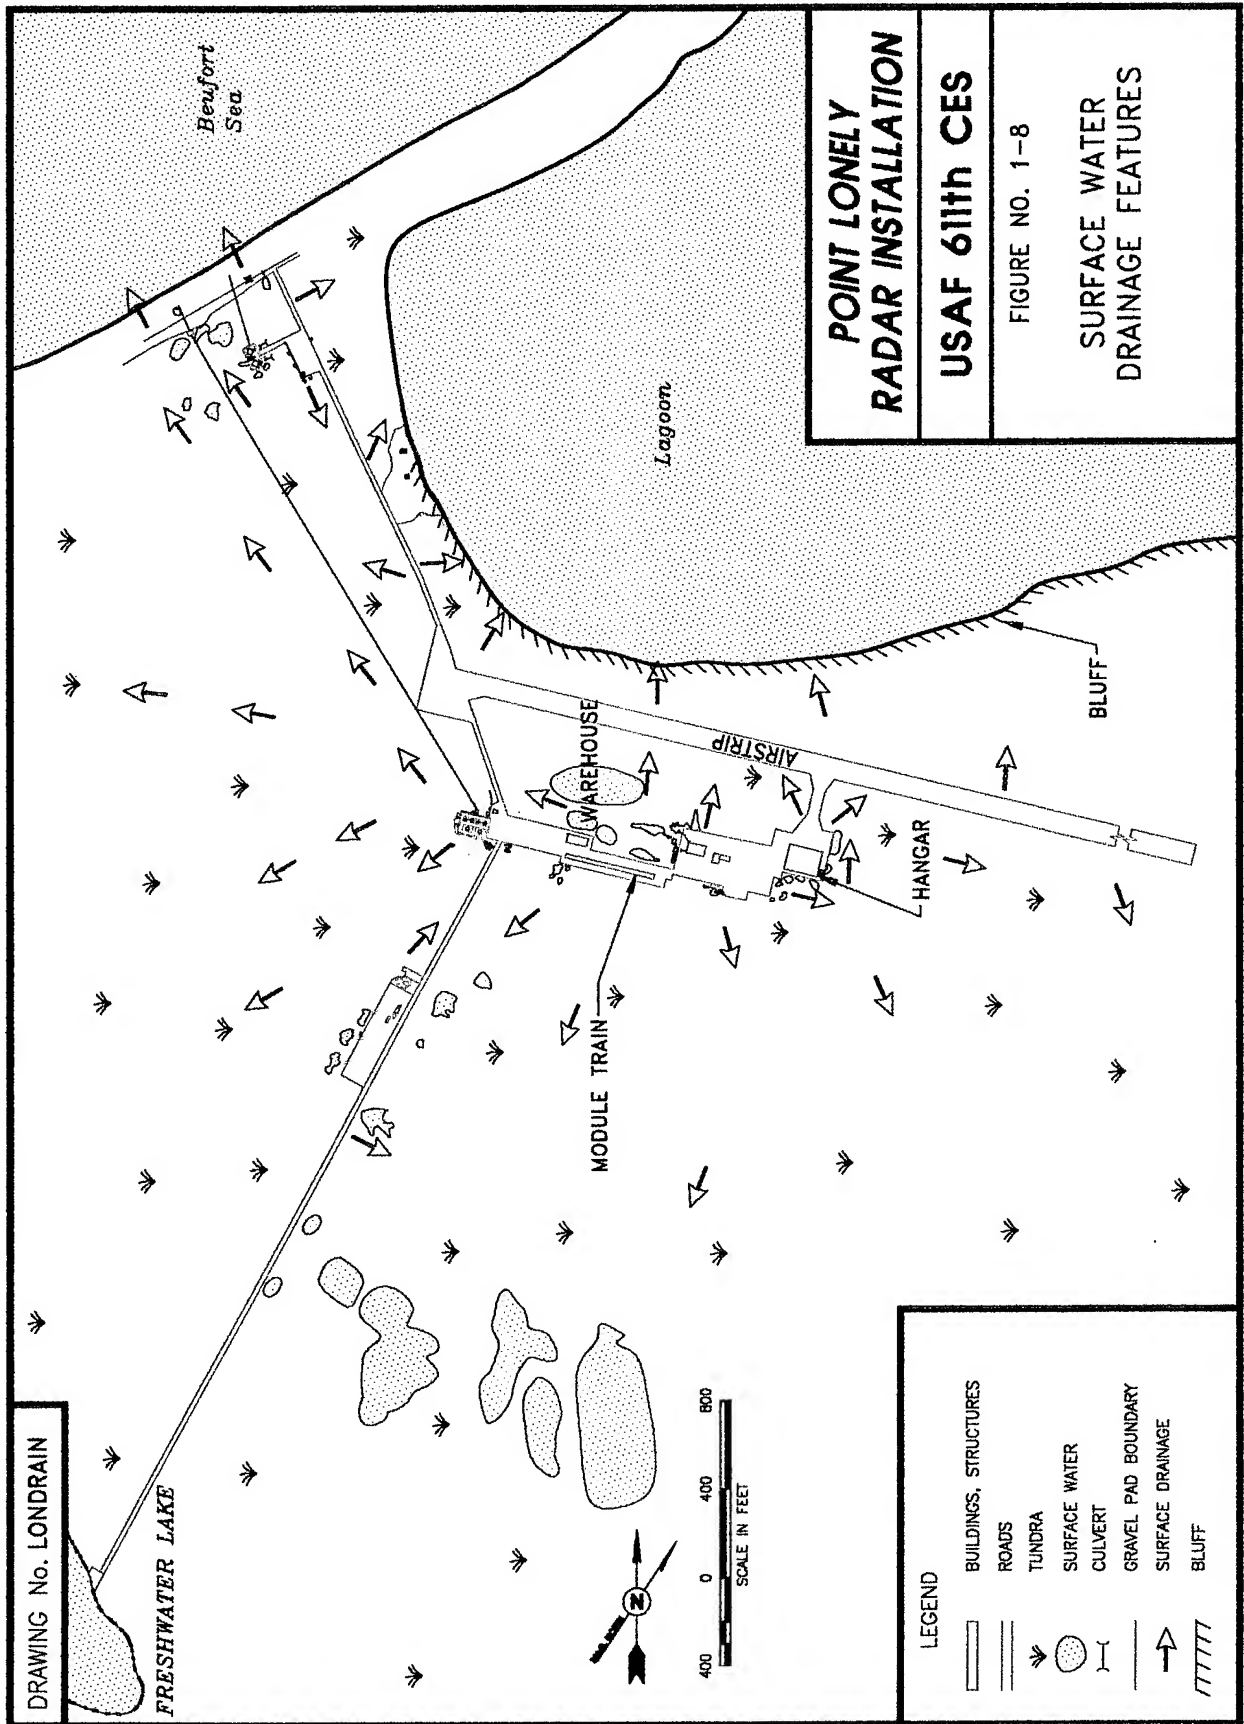 DRAWING No. LONDRAIN
FRESHWATER LAKE
Beufort
Sea
Lagoon
WAREHOUSE
AIRSTRIP
BLUFF
HANGAR
MODULE TRAIN
N
400 0 400 800
SCALE IN FEET
LEGEND
BUILDINGS, STRUCTURES
ROADS
TUNDRA
SURFACE WATER
CULVERT
GRAVEL PAD BOUNDARY
SURFACE DRAINAGE
BLUFF
POINT LONELY
RADAR INSTALLATION
USAF 611th CES
FIGURE NO. 1-8
SURFACE WATER
DRAINAGE FEATURES